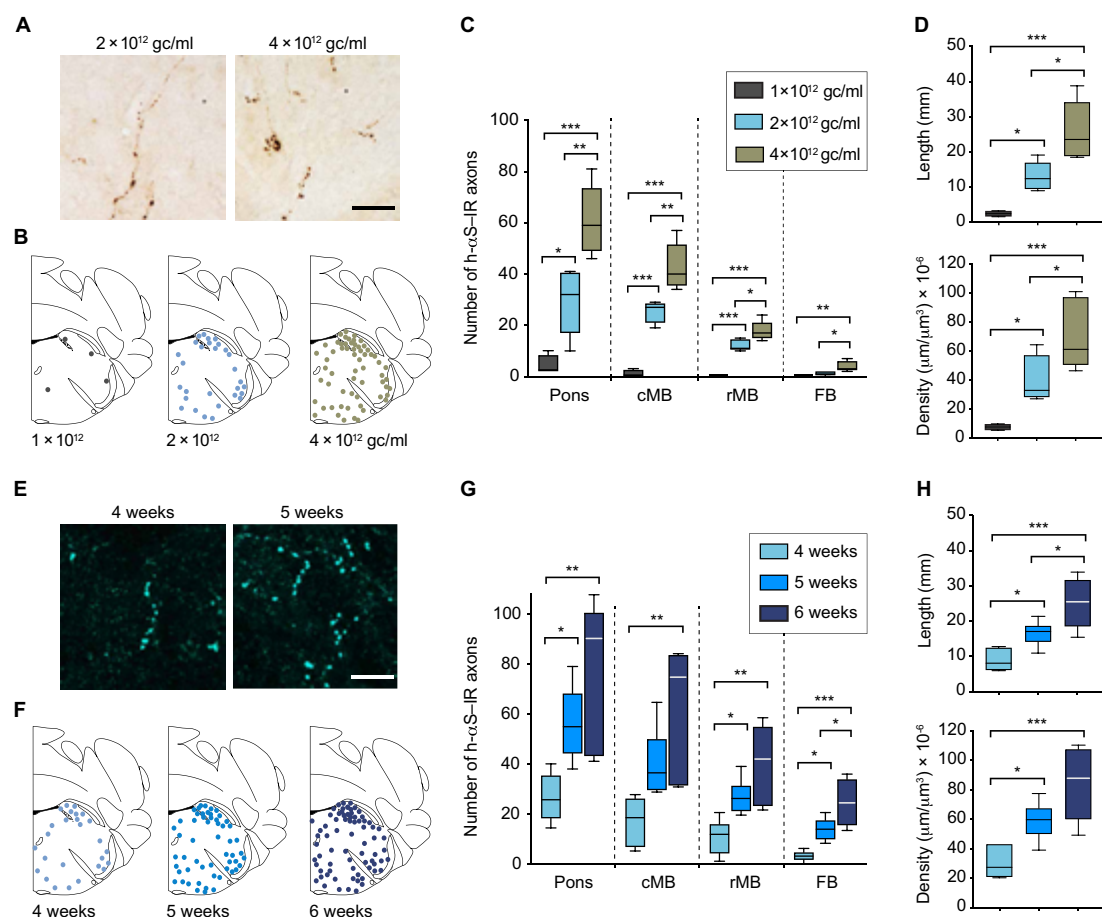 A
2 × 10¹² gc/ml
4 × 10¹² gc/ml
B
1 × 10¹²
2 × 10¹²
4 × 10¹² gc/ml
C
1×10¹² gc/ml
2×10¹² gc/ml
4×10¹² gc/ml
Number of h-αS–IR axons
100
80
60
40
20
0
***
**
*
***
**
***
***
*
***
**
*
Pons
cMB
rMB
FB
D
Length (mm)
50
40
30
20
10
0
***
*
*
Density (μm/μm³) × 10⁻⁶
120
100
80
60
40
20
0
***
*
*
E
4 weeks
5 weeks
F
4 weeks
5 weeks
6 weeks
G
4 weeks
5 weeks
6 weeks
Number of h-αS–IR axons
100
80
60
40
20
0
**
*
**
**
*
***
*
*
Pons
cMB
rMB
FB
H
Length (mm)
50
40
30
20
10
0
***
*
*
Density (μm/μm³) × 10⁻⁶
120
100
80
60
40
20
0
***
*